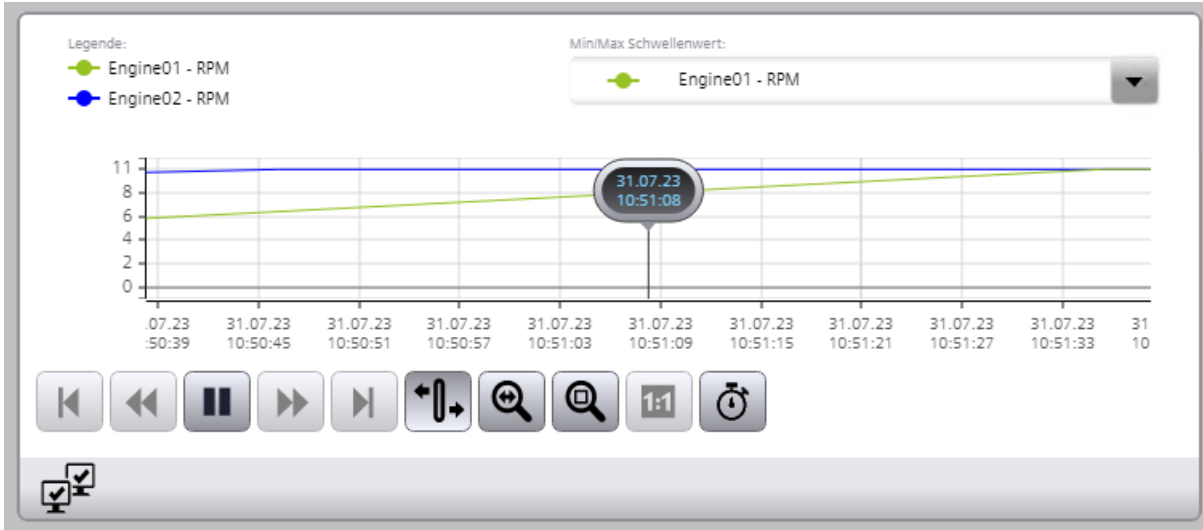 Legende:
Engine01 - RPM
Engine02 - RPM
Min/Max Schwellenwert:
Engine01 - RPM
11
8
6
4
2
0
31.07.23
10:51:08
.07.23 31.07.23 31.07.23 31.07.23 31.07.23 31.07.23 31.07.23 31.07.23 31.07.23 31.07.23 31
:50:39 10:50:45 10:50:51 10:50:57 10:51:03 10:51:09 10:51:15 10:51:21 10:51:27 10:51:33 10
1:1